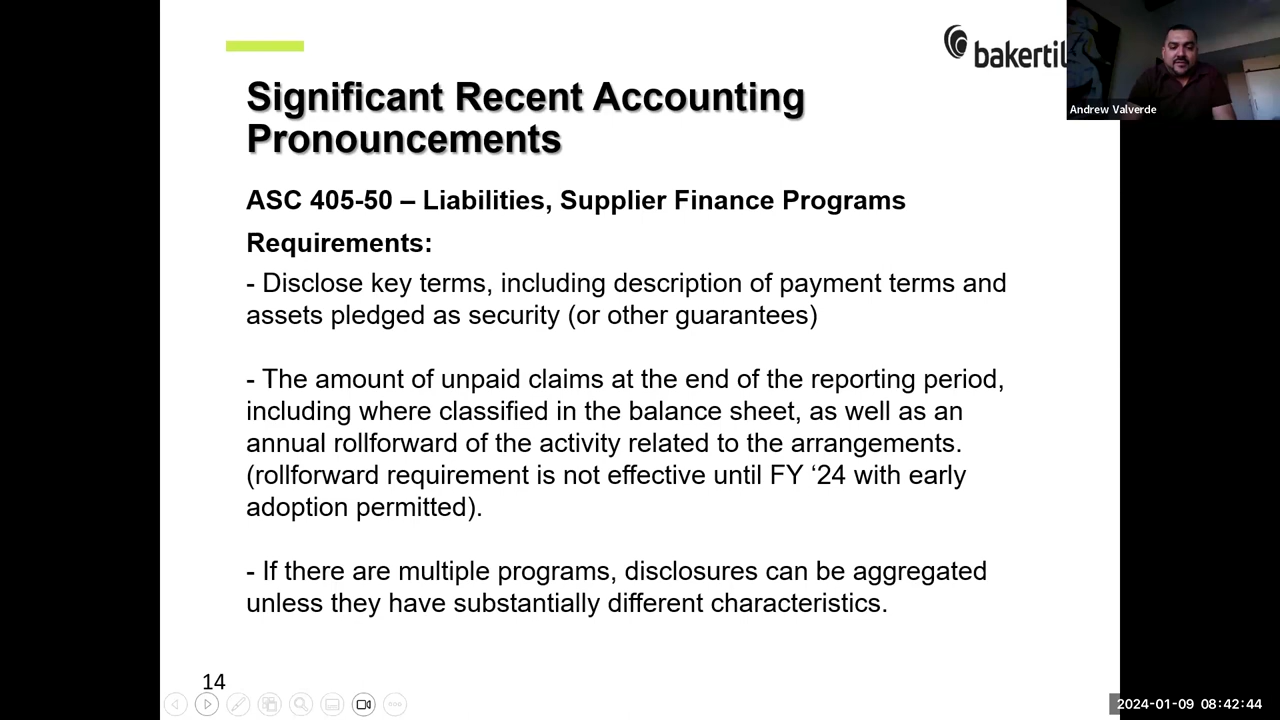 bakertil
Andrew Valverde
Significant Recent Accounting
Pronouncements
ASC 405-50 – Liabilities, Supplier Finance Programs
Requirements:
- Disclose key terms, including description of payment terms and
assets pledged as security (or other guarantees)
- The amount of unpaid claims at the end of the reporting period,
including where classified in the balance sheet, as well as an
annual rollforward of the activity related to the arrangements.
(rollforward requirement is not effective until FY ‘24 with early
adoption permitted).
- If there are multiple programs, disclosures can be aggregated
unless they have substantially different characteristics.
14
2024-01-09 08:42:44